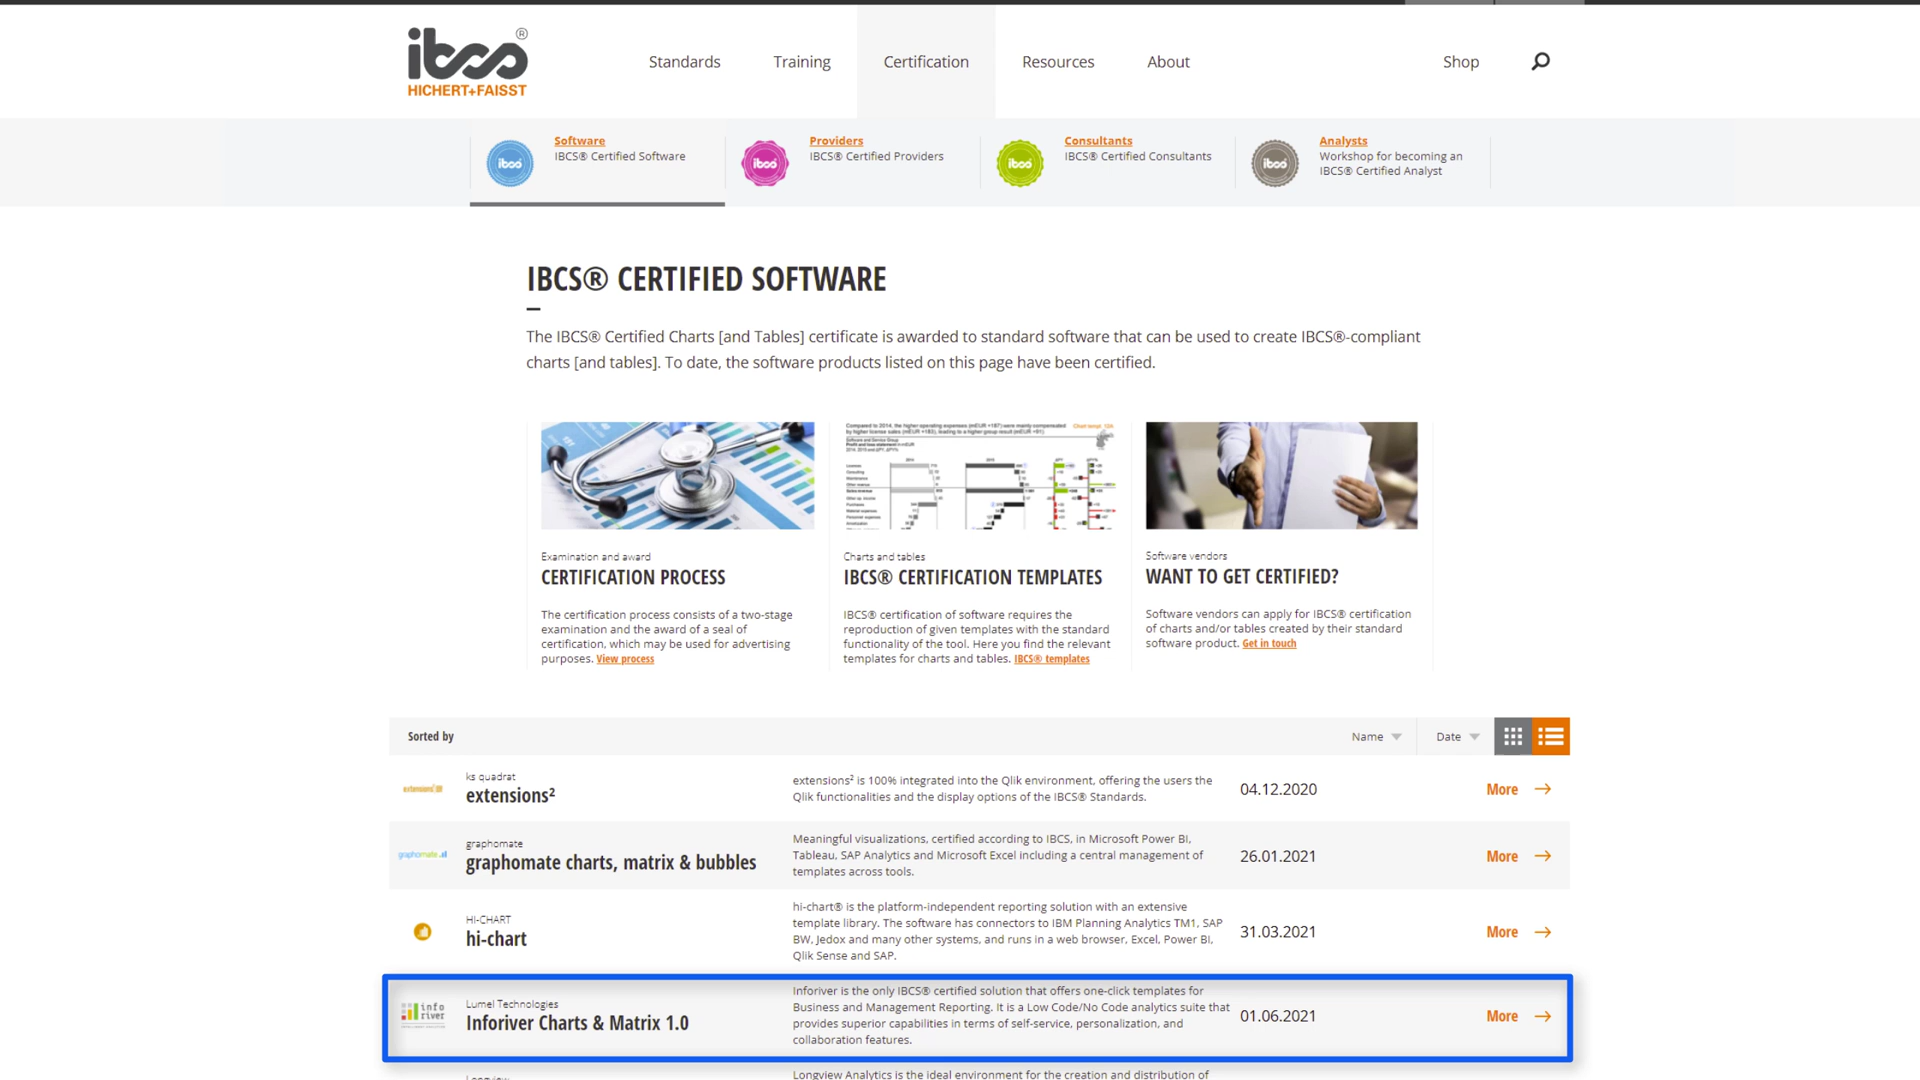 ibcs®
HICHERT+FAISST
Standards
Training
Certification
Resources
About
Shop
ibcs
Software
IBCS® Certified Software
ibcs
Providers
IBCS® Certified Providers
ibcs
Consultants
IBCS® Certified Consultants
ibcs
Analysts
Workshop for becoming an
IBCS® Certified Analyst
IBCS® CERTIFIED SOFTWARE
The IBCS® Certified Charts [and Tables] certificate is awarded to standard software that can be used to create IBCS®-compliant
charts [and tables]. To date, the software products listed on this page have been certified.
Examination and award
CERTIFICATION PROCESS
The certification process consists of a two-stage
examination and the award of a seal of
certification, which may be used for advertising
purposes. View process
Charts and tables
IBCS® CERTIFICATION TEMPLATES
IBCS® certification of software requires the
reproduction of given templates with the standard
functionality of the tool. Here you find the relevant
templates for charts and tables. IBCS® templates
Software vendors
WANT TO GET CERTIFIED?
Software vendors can apply for IBCS® certification
of charts and/or tables created by their standard
software product. Get in touch
Sorted by
Name
Date
extensions²
ks quadrat
extensions²
extensions² is 100% integrated into the Qlik environment, offering the users the
Qlik functionalities and the display options of the IBCS® Standards.
04.12.2020
More
graphomate
graphomate
graphomate charts, matrix & bubbles
Meaningful visualizations, certified according to IBCS, in Microsoft Power BI,
Tableau, SAP Analytics and Microsoft Excel including a central management of
templates across tools.
26.01.2021
More
HI-CHART
hi-chart
hi-chart® is the platform-independent reporting solution with an extensive
template library. The software has connectors to IBM Planning Analytics TM1, SAP
BW, Jedox and many other systems, and runs in a web browser, Excel, Power BI,
Qlik Sense and SAP.
31.03.2021
More
info
river
Lumel Technologies
Inforiver Charts & Matrix 1.0
Inforiver is the only IBCS® certified solution that offers one-click templates for
Business and Management Reporting. It is a Low Code/No Code analytics suite that
provides superior capabilities in terms of self-service, personalization, and
collaboration features.
01.06.2021
More
Longview Analytics is the ideal environment for the creation and distribution of